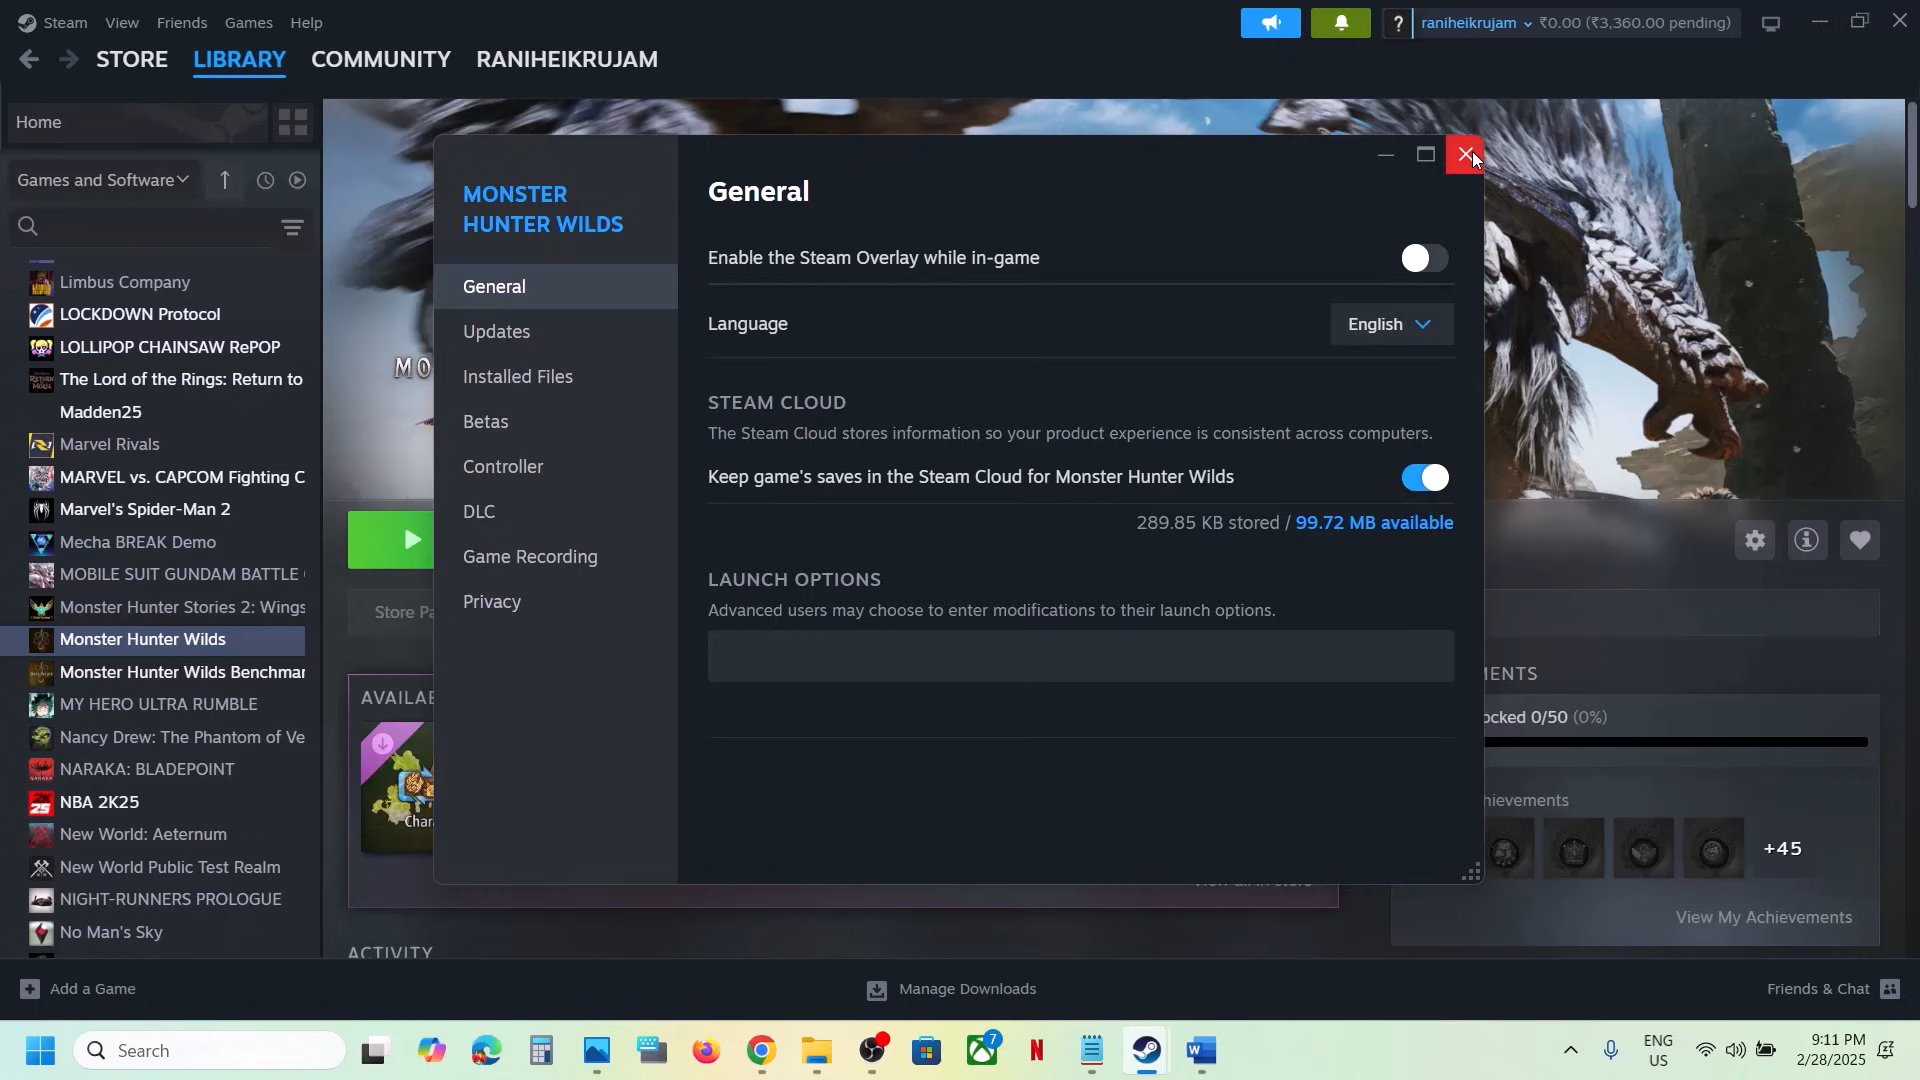 Steam View Friends Games Help
raniheikrujam ₹0.00 (₹3,360.00 pending)
STORE LIBRARY COMMUNITY RANIHEIKRUJAM
Home
Games and Software
Limbus Company
LOCKDOWN Protocol
LOLLIPOP CHAINSAW RePOP
The Lord of the Rings: Return to
Madden25
Marvel Rivals
MARVEL vs. CAPCOM Fighting C
Marvel's Spider-Man 2
Mecha BREAK Demo
MOBILE SUIT GUNDAM BATTLE
Monster Hunter Stories 2: Wings
Monster Hunter Wilds
Monster Hunter Wilds Benchmar
MY HERO ULTRA RUMBLE
Nancy Drew: The Phantom of Ve
NARAKA: BLADEPOINT
NBA 2K25
New World: Aeternum
New World Public Test Realm
NIGHT-RUNNERS PROLOGUE
No Man's Sky
MONSTER
HUNTER WILDS
General
Updates
Installed Files
Betas
Controller
DLC
Game Recording
Privacy
General
Enable the Steam Overlay while in-game
Language English
STEAM CLOUD
The Steam Cloud stores information so your product experience is consistent across computers.
Keep game's saves in the Steam Cloud for Monster Hunter Wilds
289.85 KB stored / 99.72 MB available
LAUNCH OPTIONS
Advanced users may choose to enter modifications to their launch options.
MO
Store Pa
AVAILAB
Char
ACTIVITY
MENTS
ocked 0/50 (0%)
hievements
+45
View My Achievements
Add a Game
Manage Downloads
Friends & Chat
Search
7
ENG
US
9:11 PM
2/28/2025